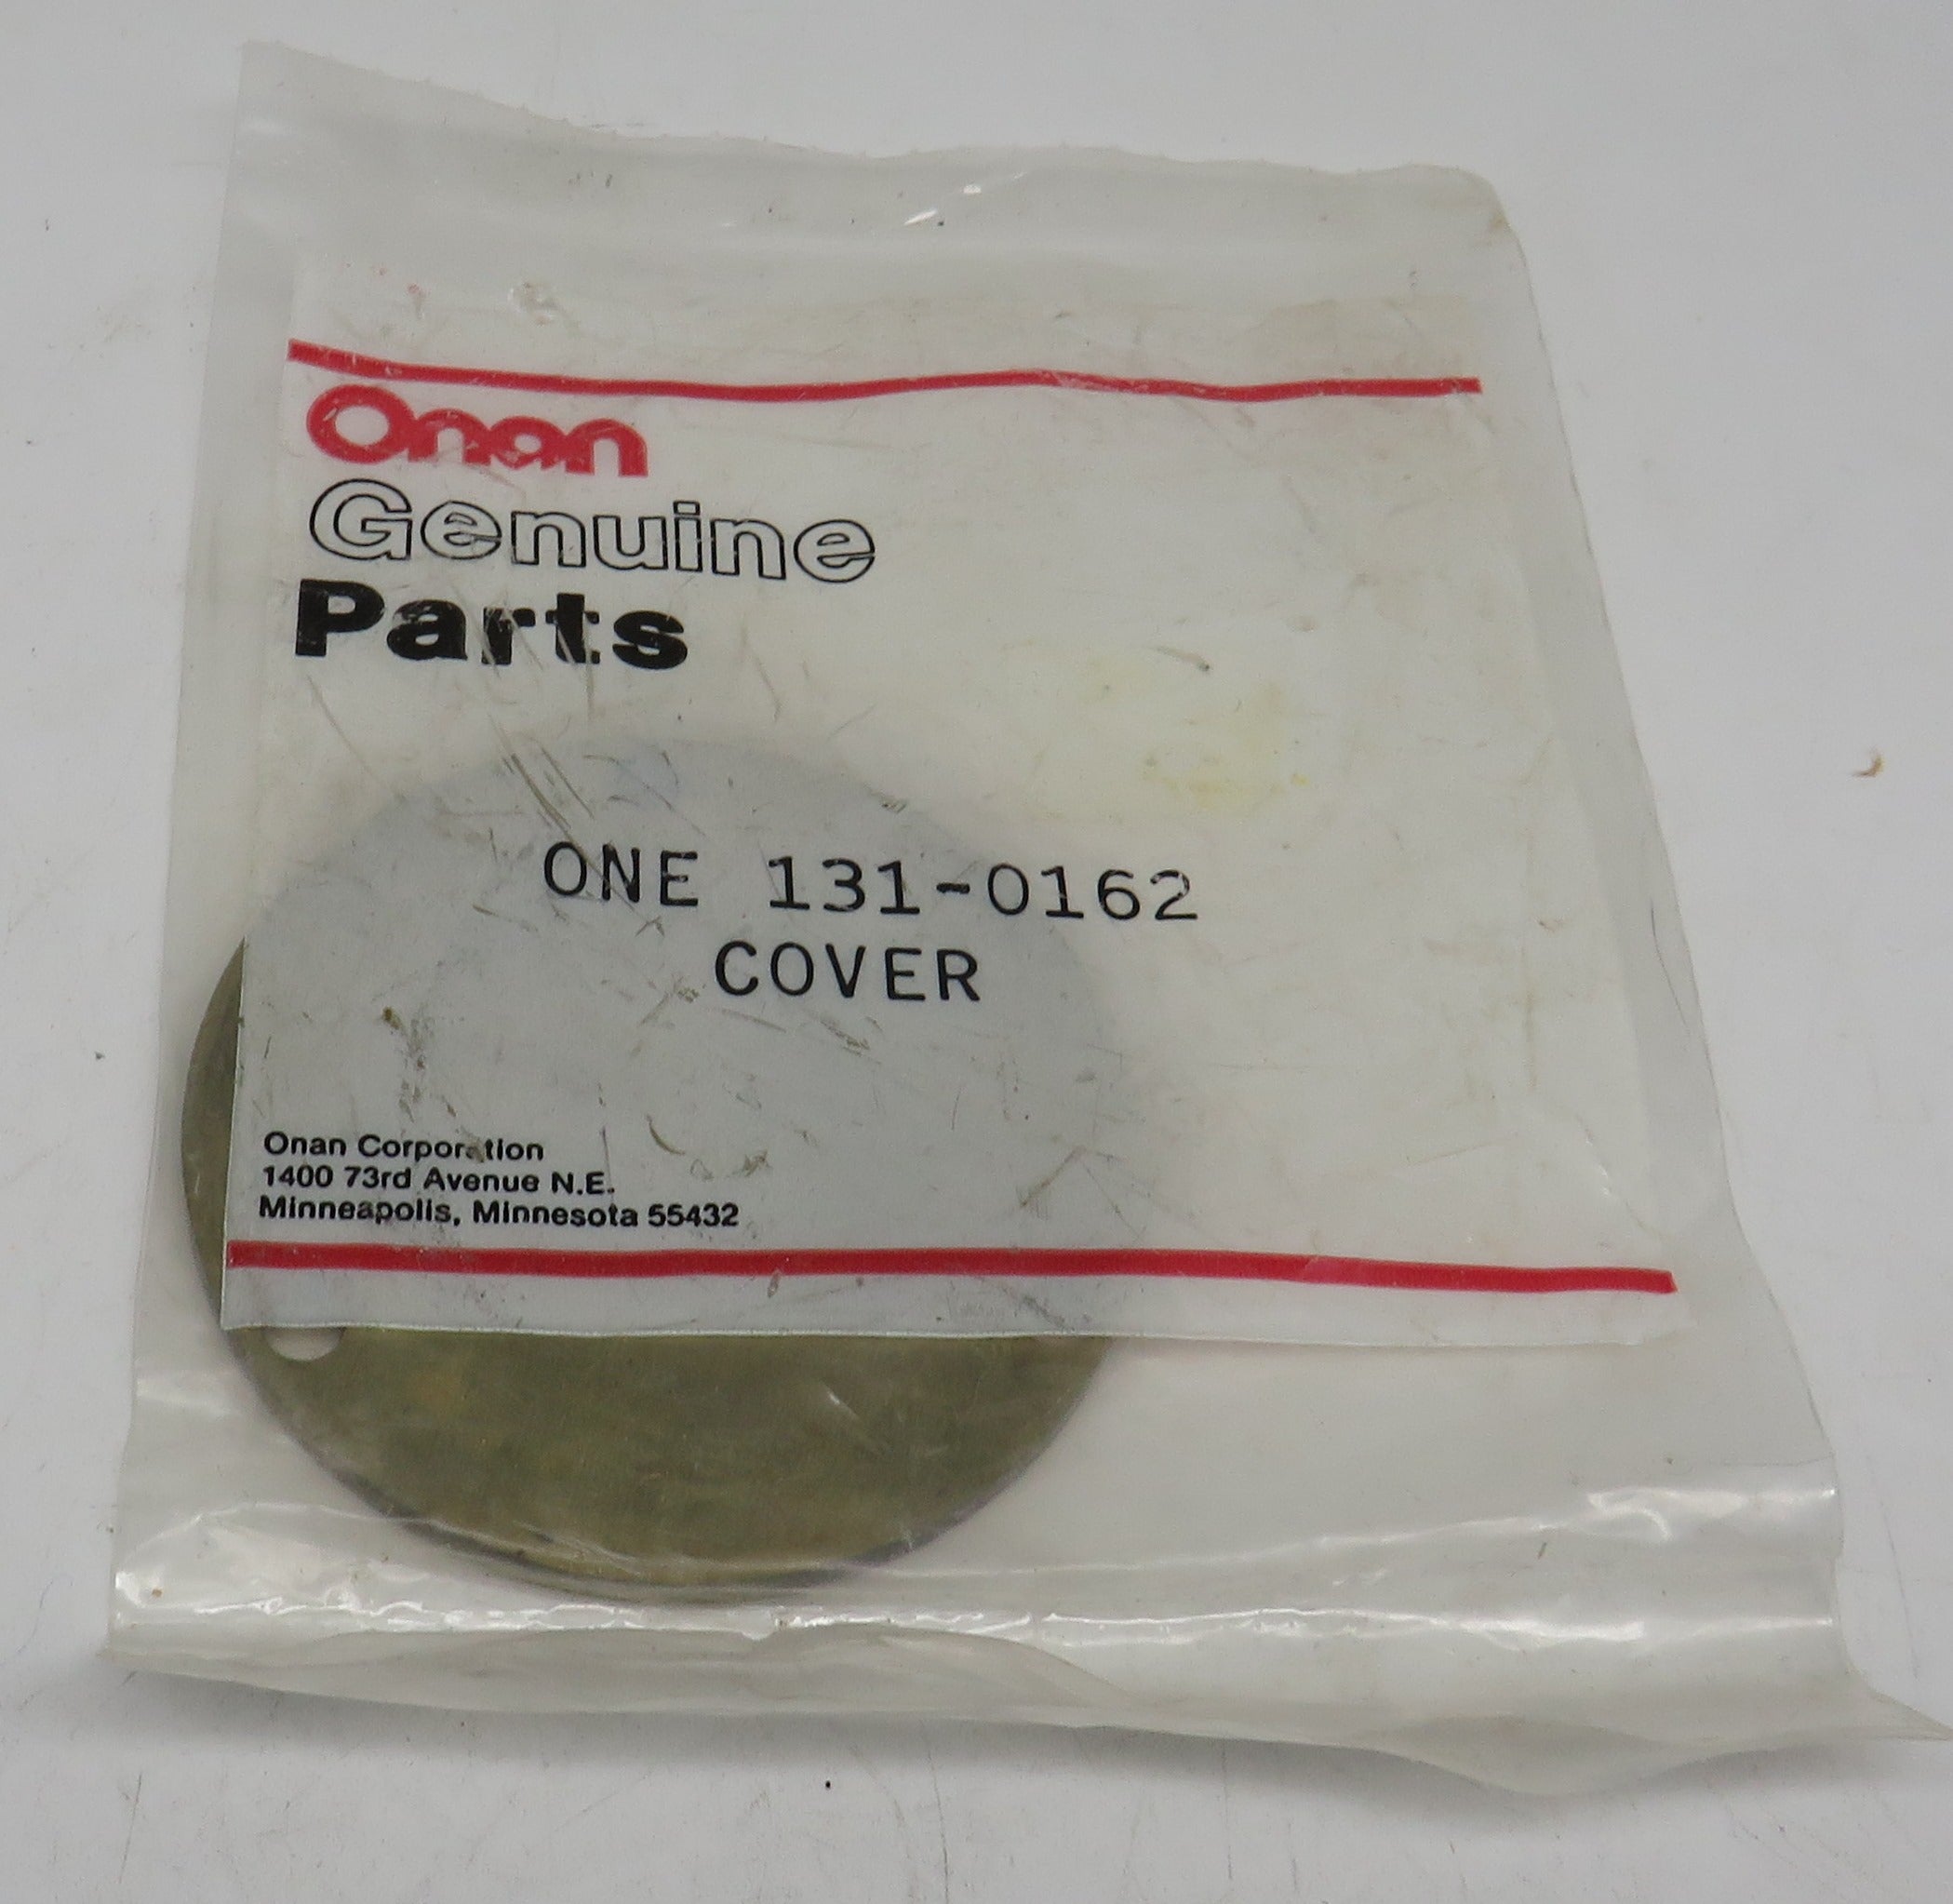 Onan
Genuine
Parts
ONE 131-0162
COVER
Onan Corporation
1400 73rd Avenue N.E.
Minneapolis, Minnesota 55432